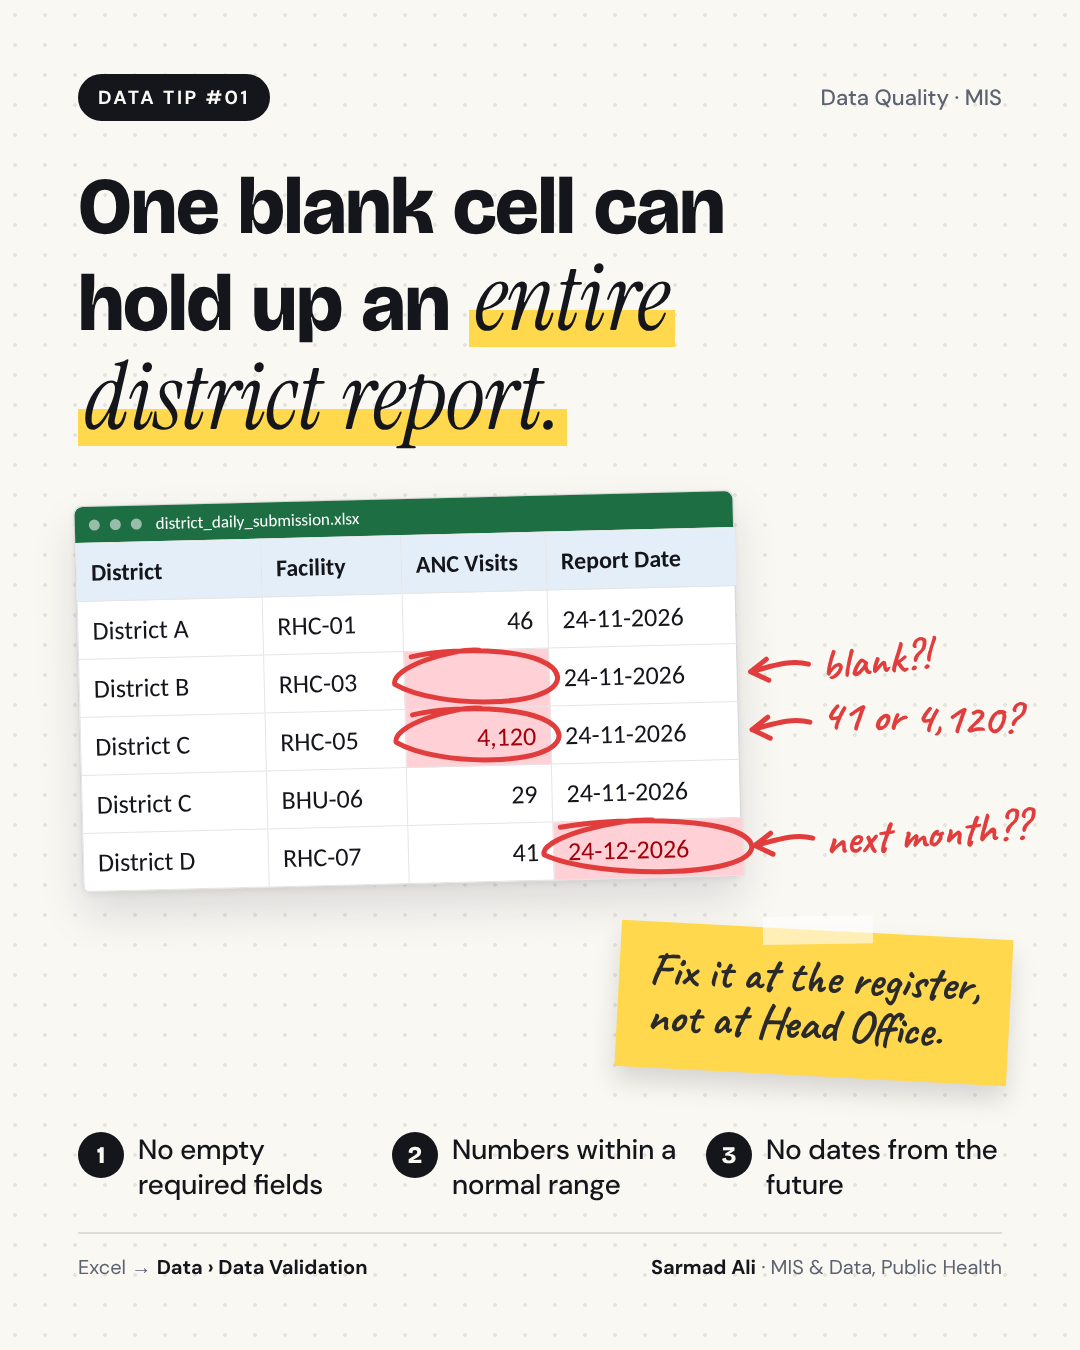 DATA TIP #01
Data Quality · MIS
One blank cell can
hold up an entire
district report.
district_daily_submission.xlsx
District Facility ANC Visits Report Date
District A RHC-01 46 24-11-2026
District B RHC-03 24-11-2026
blank?!
District C RHC-05 4,120 24-11-2026
41 or 4,120?
District C BHU-06 29 24-11-2026
District D RHC-07 41 24-12-2026
next month??
Fix it at the register,
not at Head Office.
1 No empty
required fields
2 Numbers within a
normal range
3 No dates from the
future
Excel → Data › Data Validation
Sarmad Ali · MIS & Data, Public Health